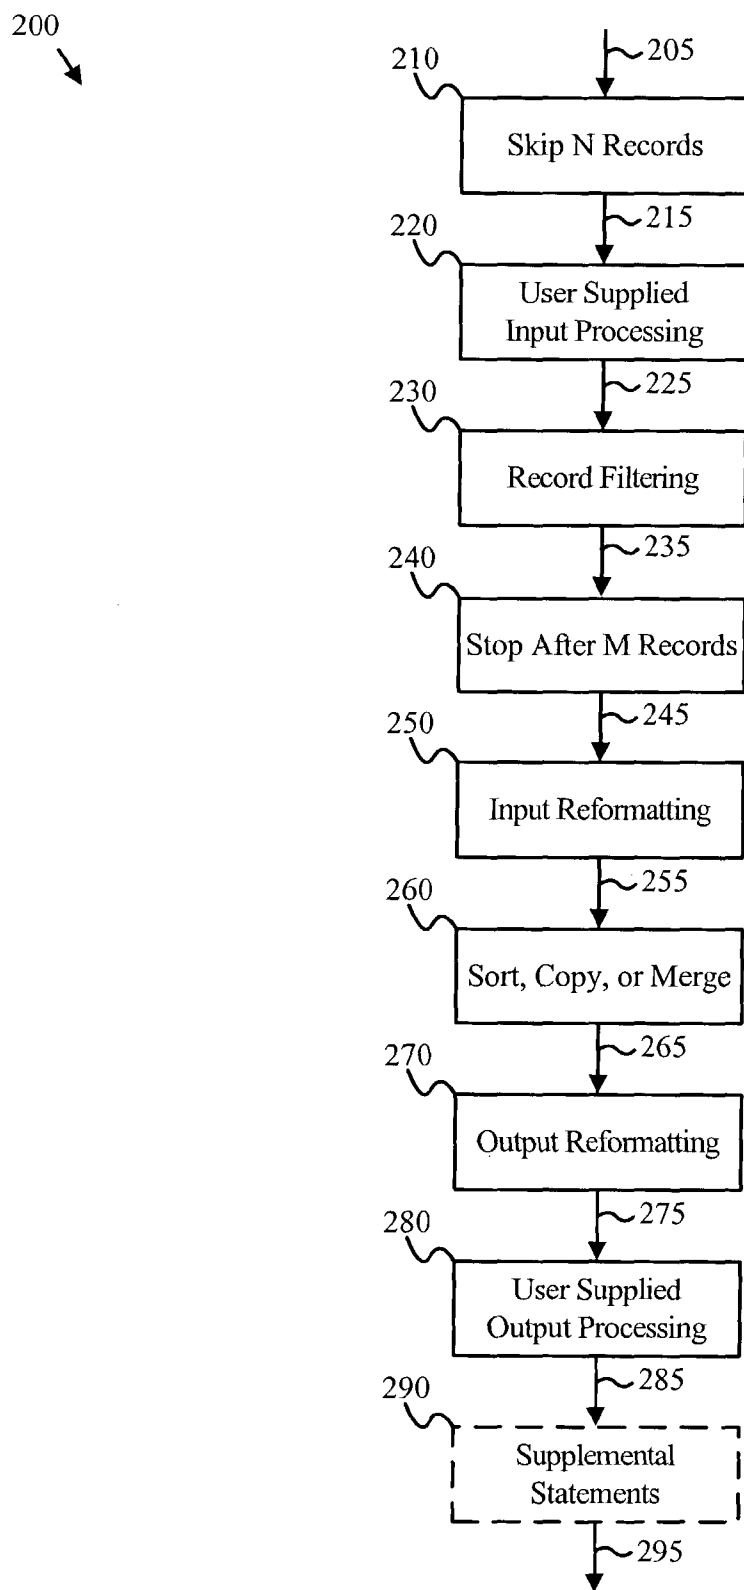 200
205
210
Skip N Records
215
220
User Supplied
Input Processing
225
230
Record Filtering
235
240
Stop After M Records
245
250
Input Reformatting
255
260
Sort, Copy, or Merge
265
270
Output Reformatting
275
280
User Supplied
Output Processing
285
290
Supplemental
Statements
295